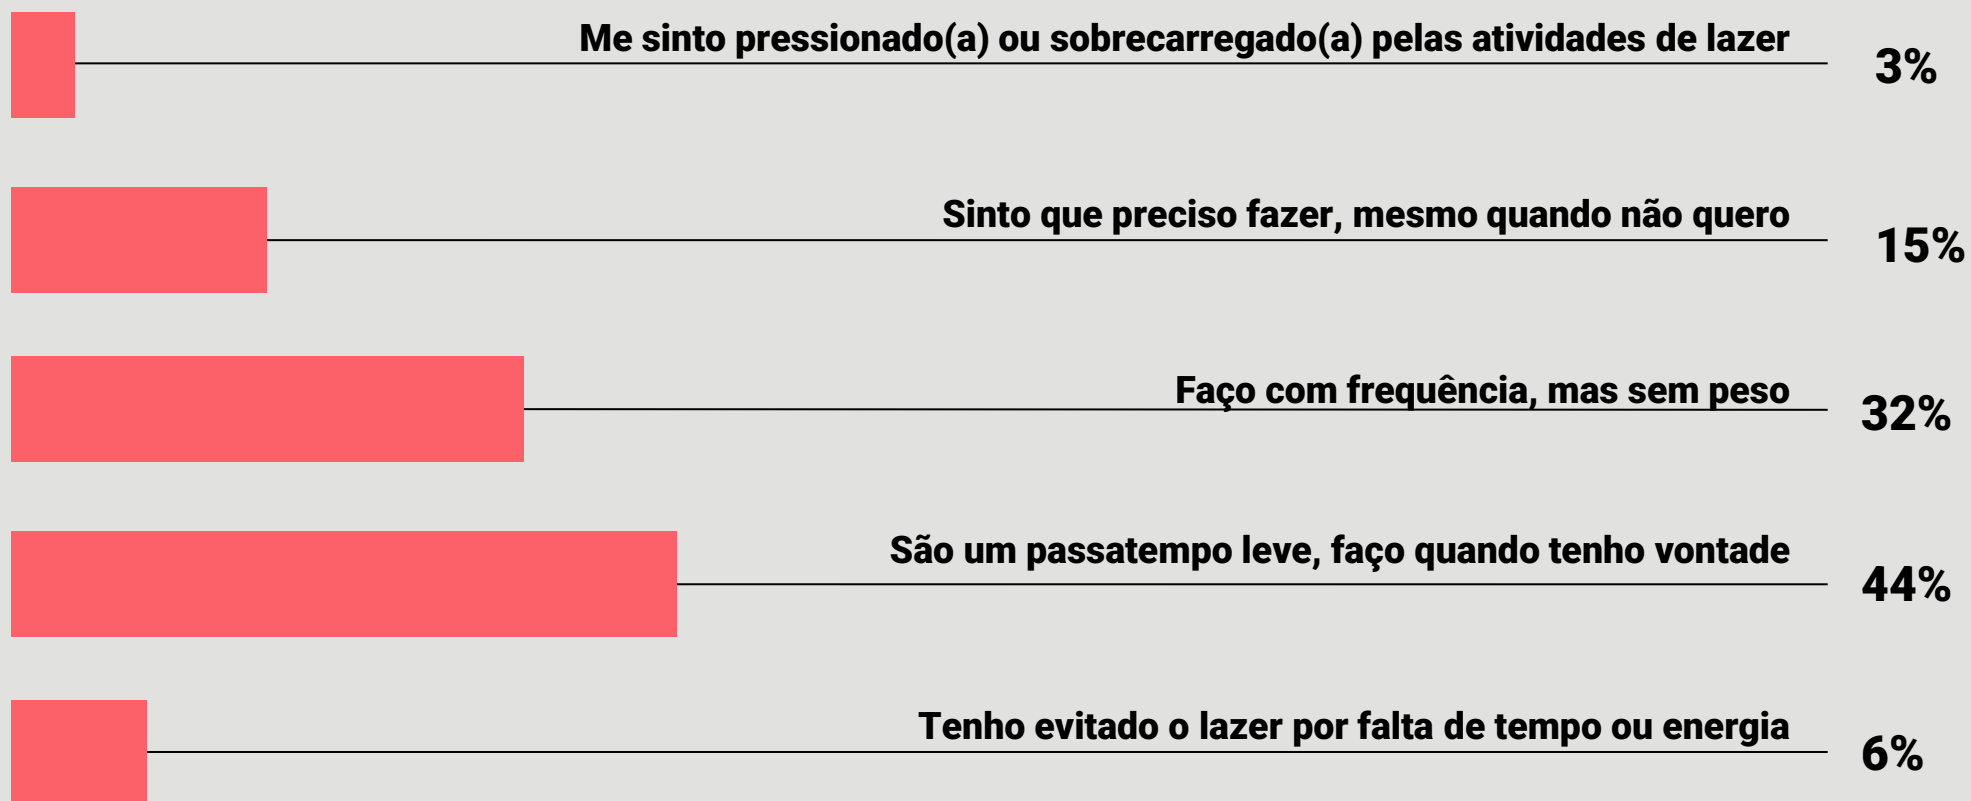 Me sinto pressionado(a) ou sobrecarregado(a) pelas atividades de lazer
3%
Sinto que preciso fazer, mesmo quando não quero
15%
Faço com frequência, mas sem peso
32%
São um passatempo leve, faço quando tenho vontade
44%
Tenho evitado o lazer por falta de tempo ou energia
6%